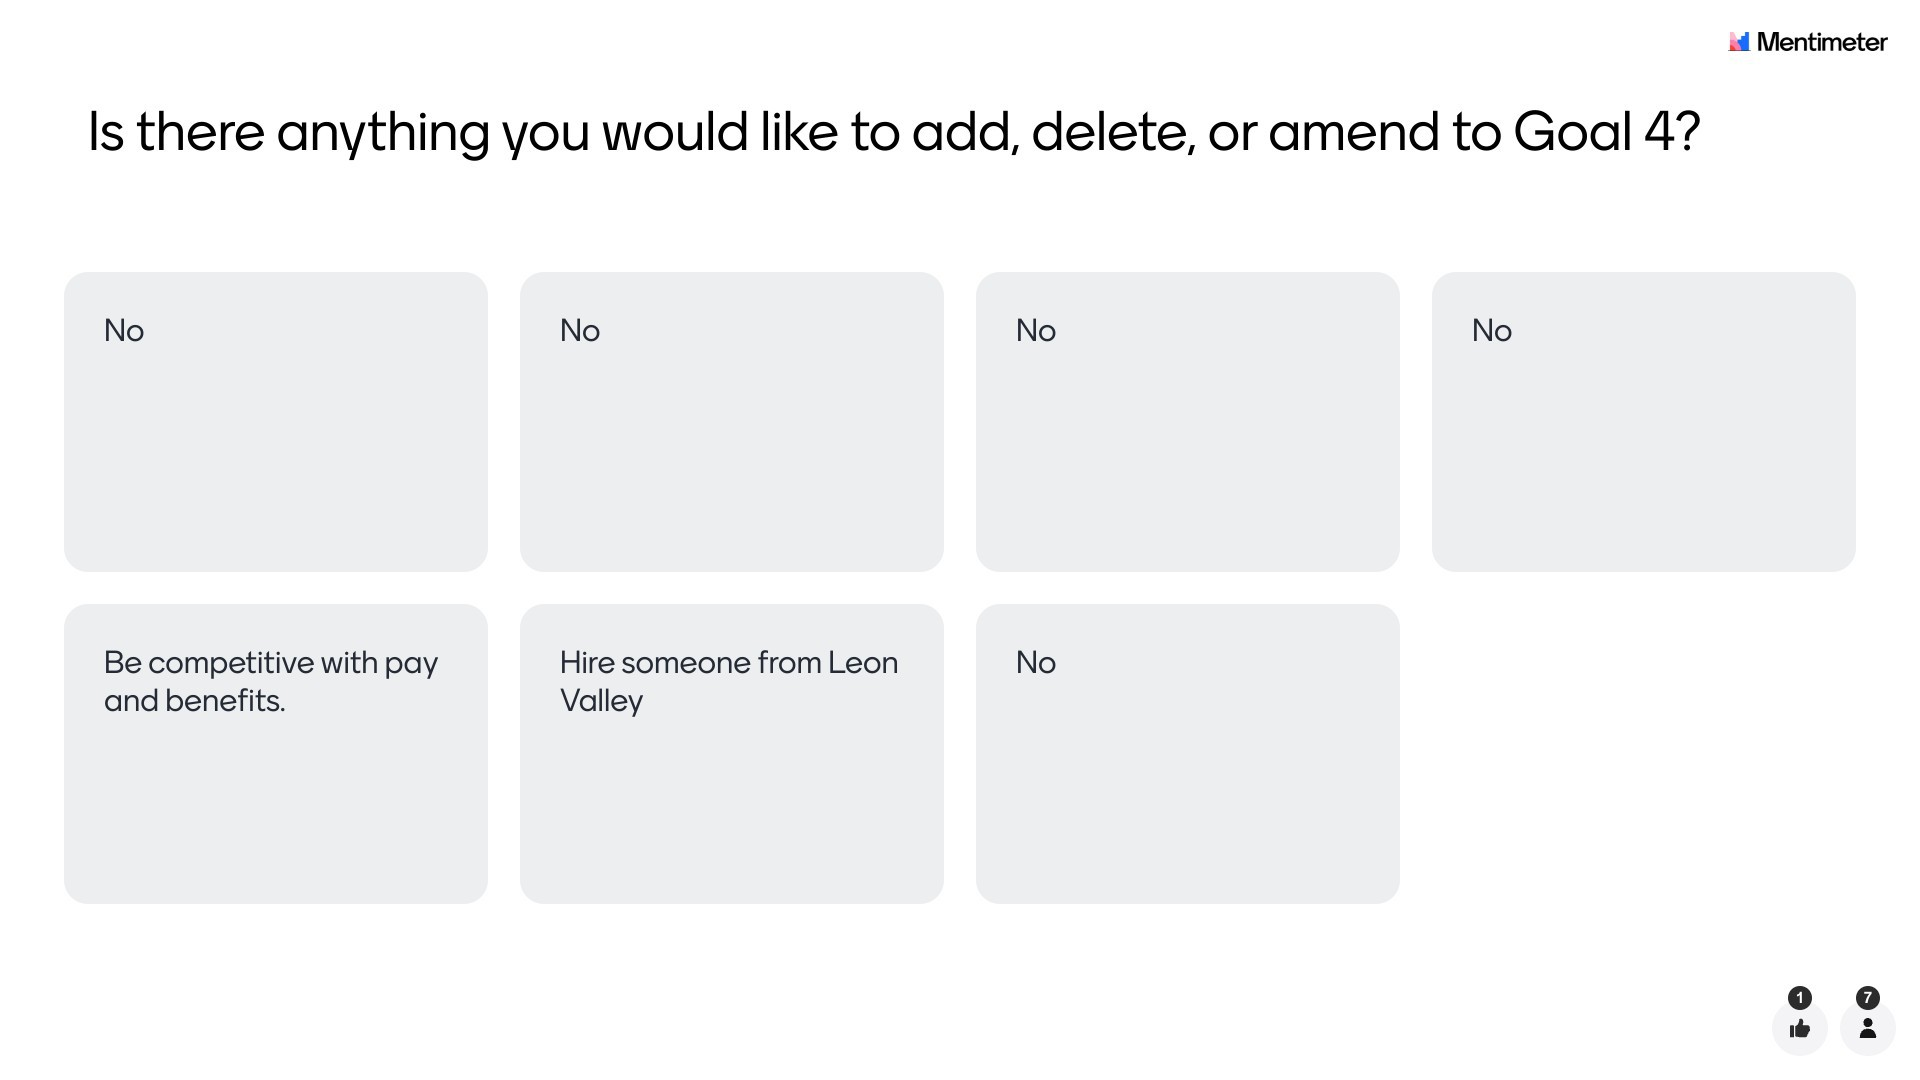 Mentimeter
Is there anything you would like to add, delete, or amend to Goal 4?
No
No
No
No
Be competitive with pay
and benefits.
Hire someone from Leon
Valley
No
1
7